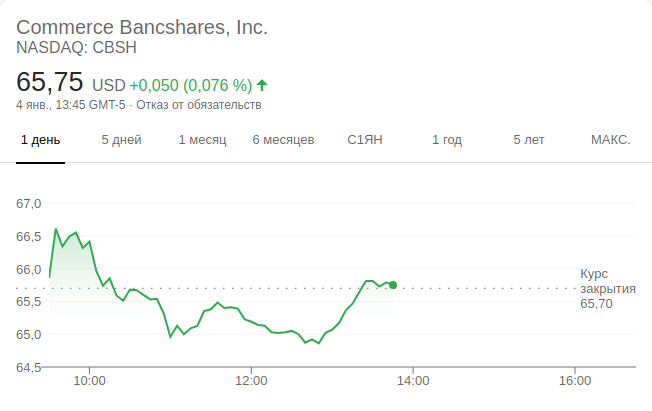 Commerce Bancshares, Inc.
NASDAQ: CBSH
65,75 USD +0,050 (0,076 %)
4 янв., 13:45 GMT-5 · Отказ от обязательств
1 день 5 дней 1 месяц 6 месяцев С1ЯН 1 год 5 лет МАКС.
67,0
66,5
66,0
65,5
65,0
64,5
Курс
закрытия
65,70
10:00 12:00 14:00 16:00